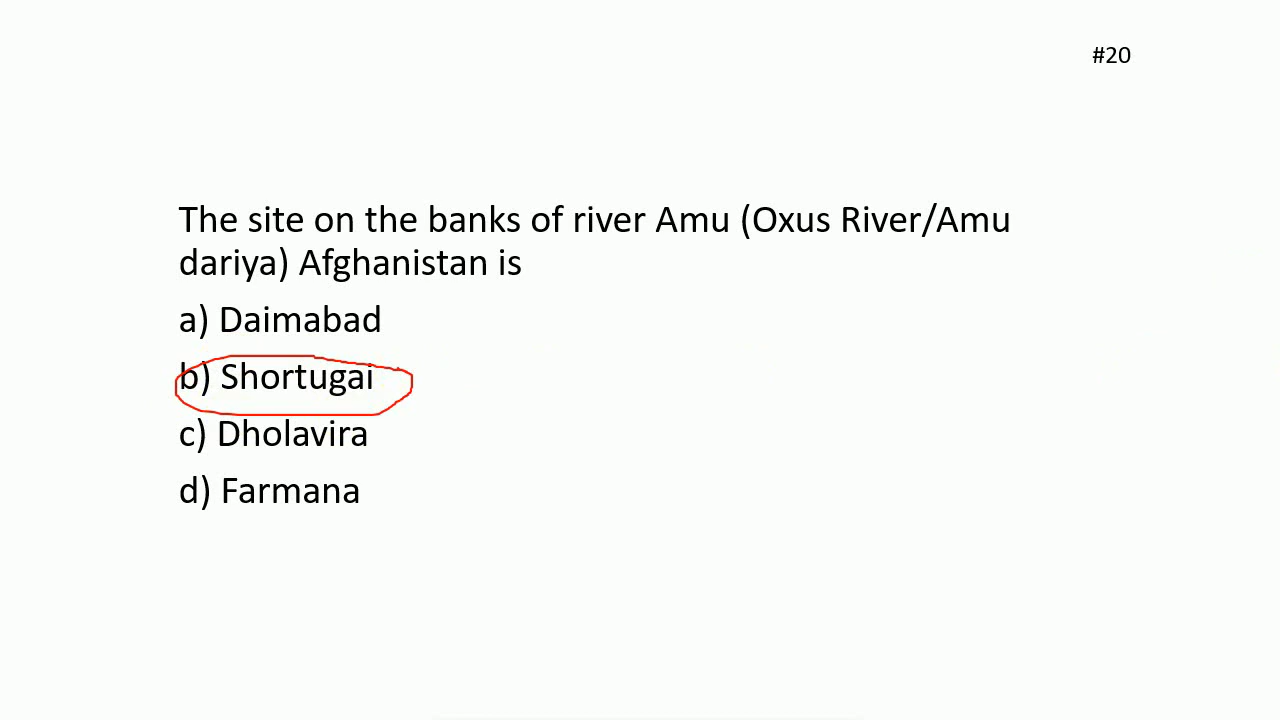 #20
The site on the banks of river Amu (Oxus River/Amu
dariya) Afghanistan is
a) Daimabad
b) Shortugai
c) Dholavira
d) Farmana